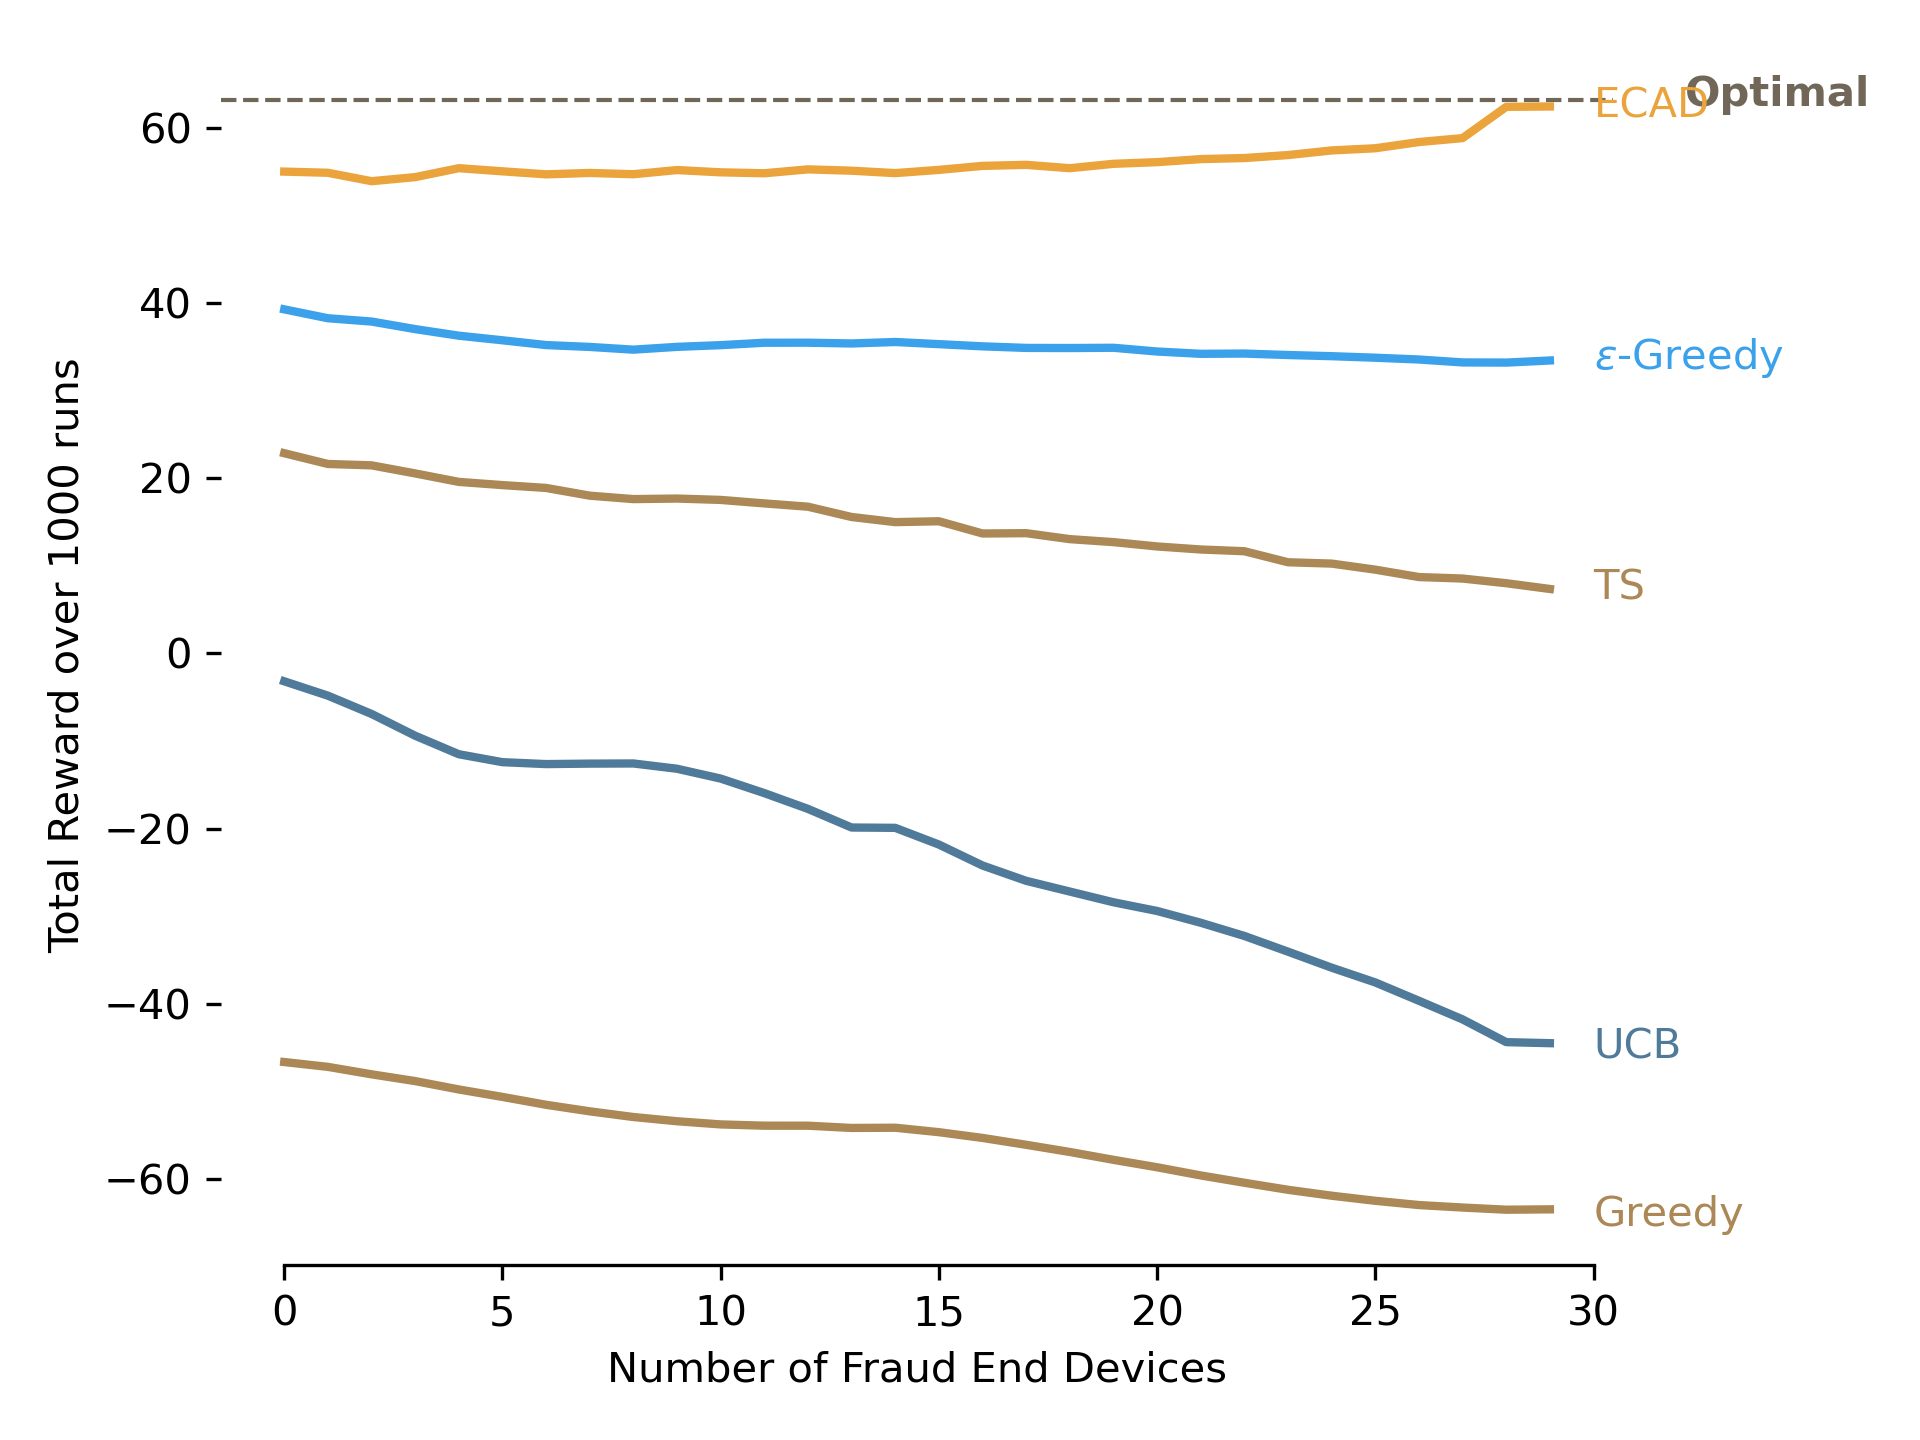 Optimal
ECAD
60
40
ε-Greedy
20
TS
0
−20
−40
UCB
−60
Greedy
Total Reward over 1000 runs
0 5 10 15 20 25 30
Number of Fraud End Devices